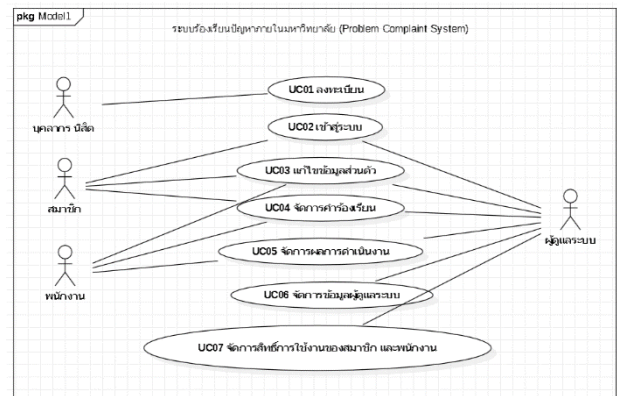 pkg Model1
ระบบร้องเรียนปัญหาภายในมหาวิทยาลัย (Problem Complaint System)
UC01 ลงทะเบียน
บุคลากร นิสิต
UC02 เข้าสู่ระบบ
UC03 แก้ไขข้อมูลส่วนตัว
สมาชิก
UC04 จัดการคำร้องเรียน
ผู้ดูแลระบบ
UC05 จัดการผลการดำเนินงาน
พนักงาน
UC06 จัดการข้อมูลผู้ดูแลระบบ
UC07 จัดการสิทธิ์การใช้งานของสมาชิก และพนักงาน